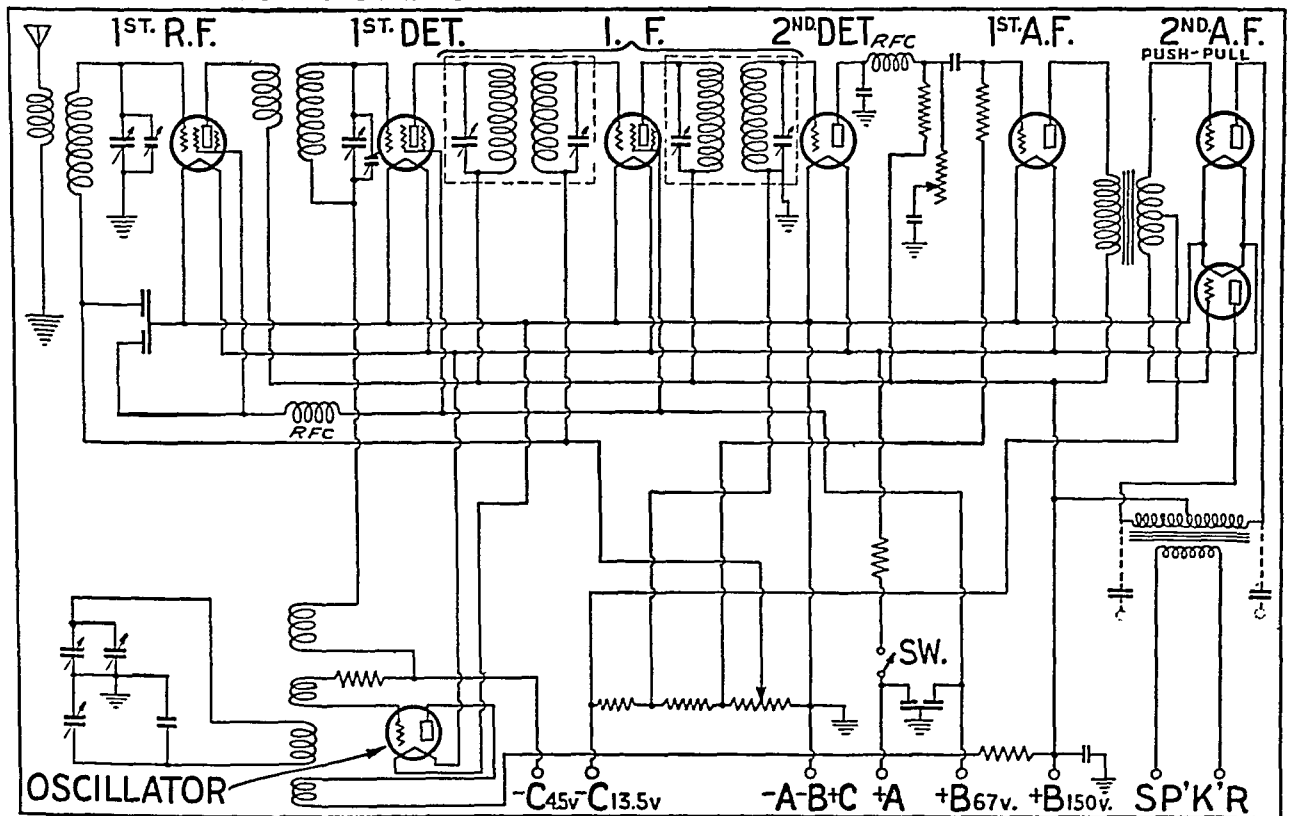 1ST. R.F. 1ST. DET. I. F. 2ND. DET RFC 1ST A.F. 2ND. A.F.
PUSH-PULL
RFC
SW.
OSCILLATOR
-C45v -C13.5v -A-B+C +A +B67v. +B150v. SP'K'R